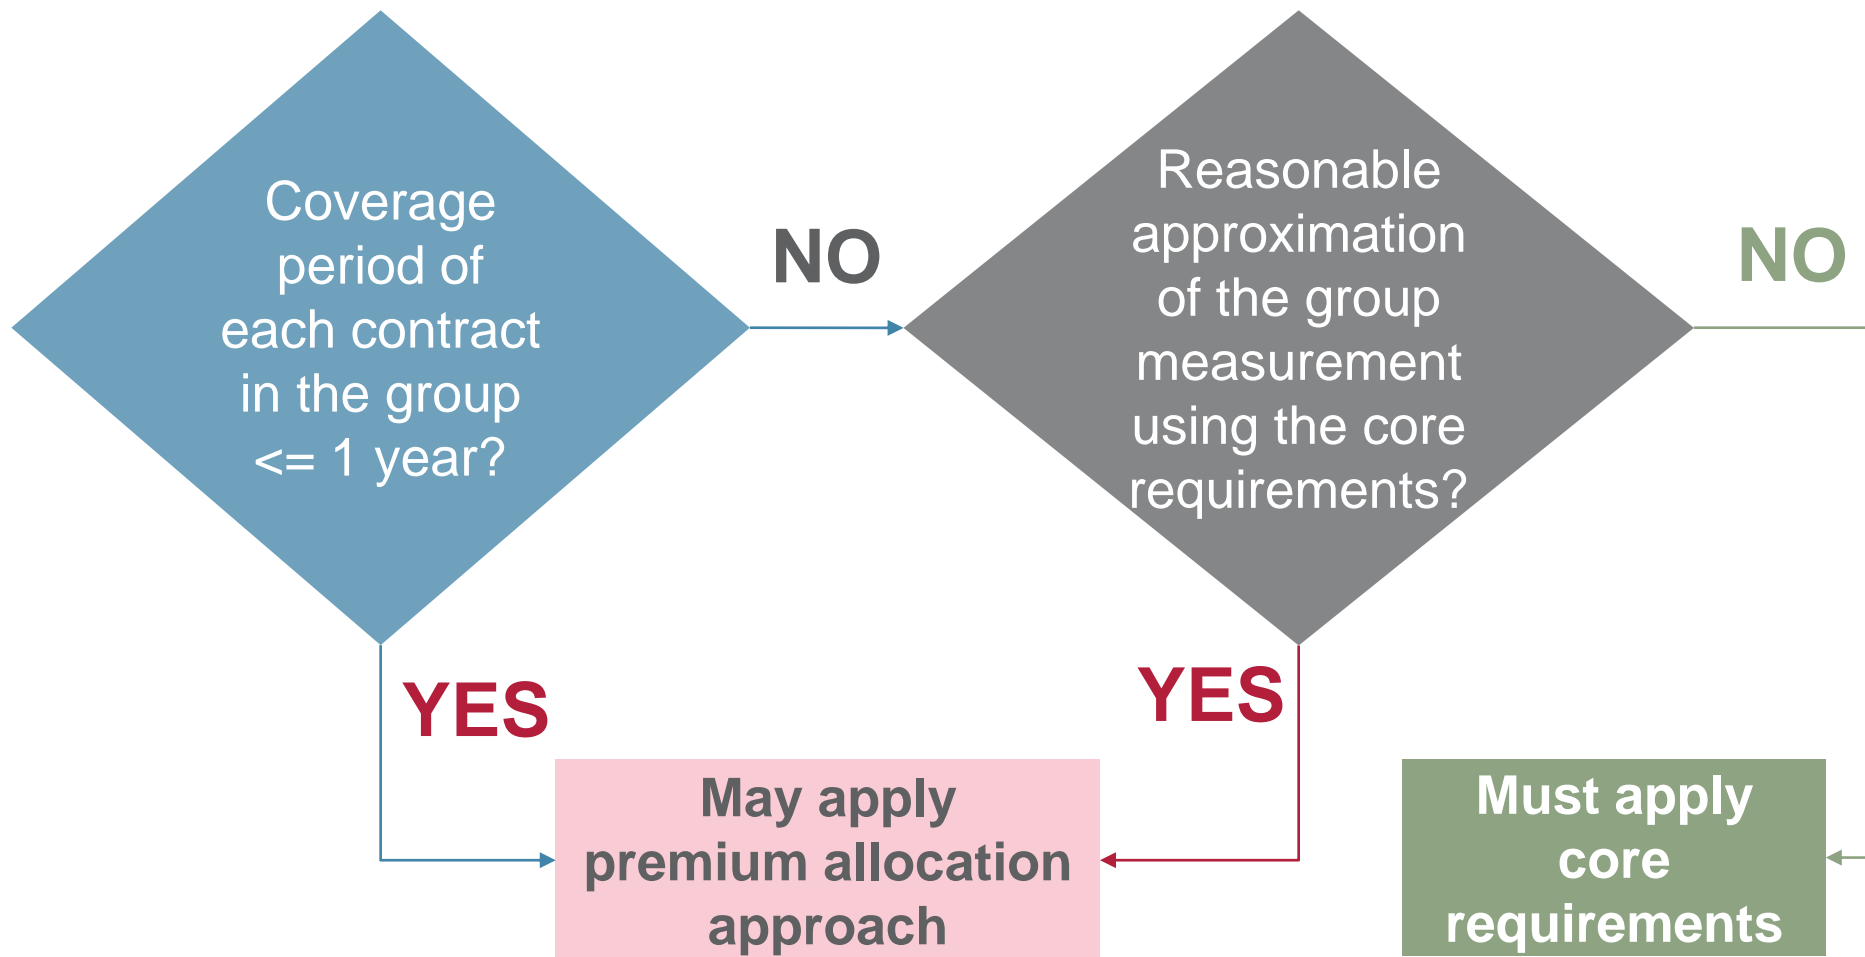 Coverage
period of
each contract
in the group
<= 1 year?
NO
Reasonable
approximation
of the group
measurement
using the core
requirements?
NO
YES
YES
May apply
premium allocation
approach
Must apply
core
requirements